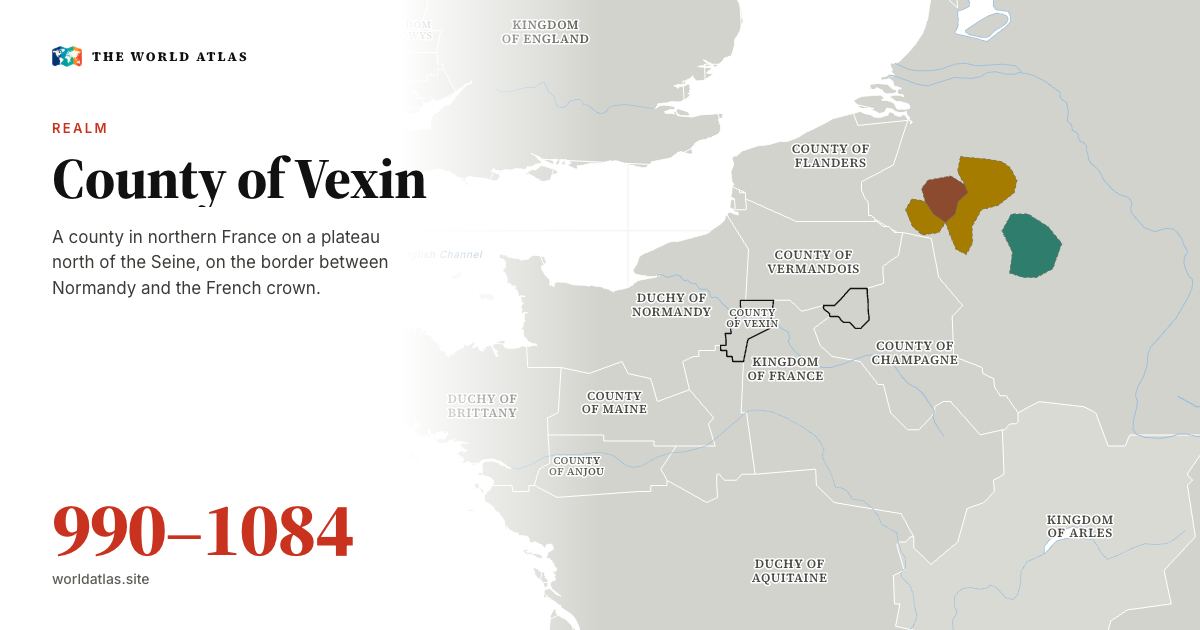 THE WORLD ATLAS
REALM
County of Vexin
A county in northern France on a plateau
north of the Seine, on the border between
Normandy and the French crown.
990–1084
worldatlas.site
KINGDOM
OF ENGLAND
COUNTY OF
FLANDERS
COUNTY OF
VERMANDOIS
DUCHY OF
NORMANDY
COUNTY
OF VEXIN
KINGDOM
OF FRANCE
COUNTY OF
CHAMPAGNE
DUCHY OF
BRITTANY
COUNTY
OF MAINE
COUNTY
OF ANJOU
KINGDOM
OF ARLES
DUCHY OF
AQUITAINE
Channel